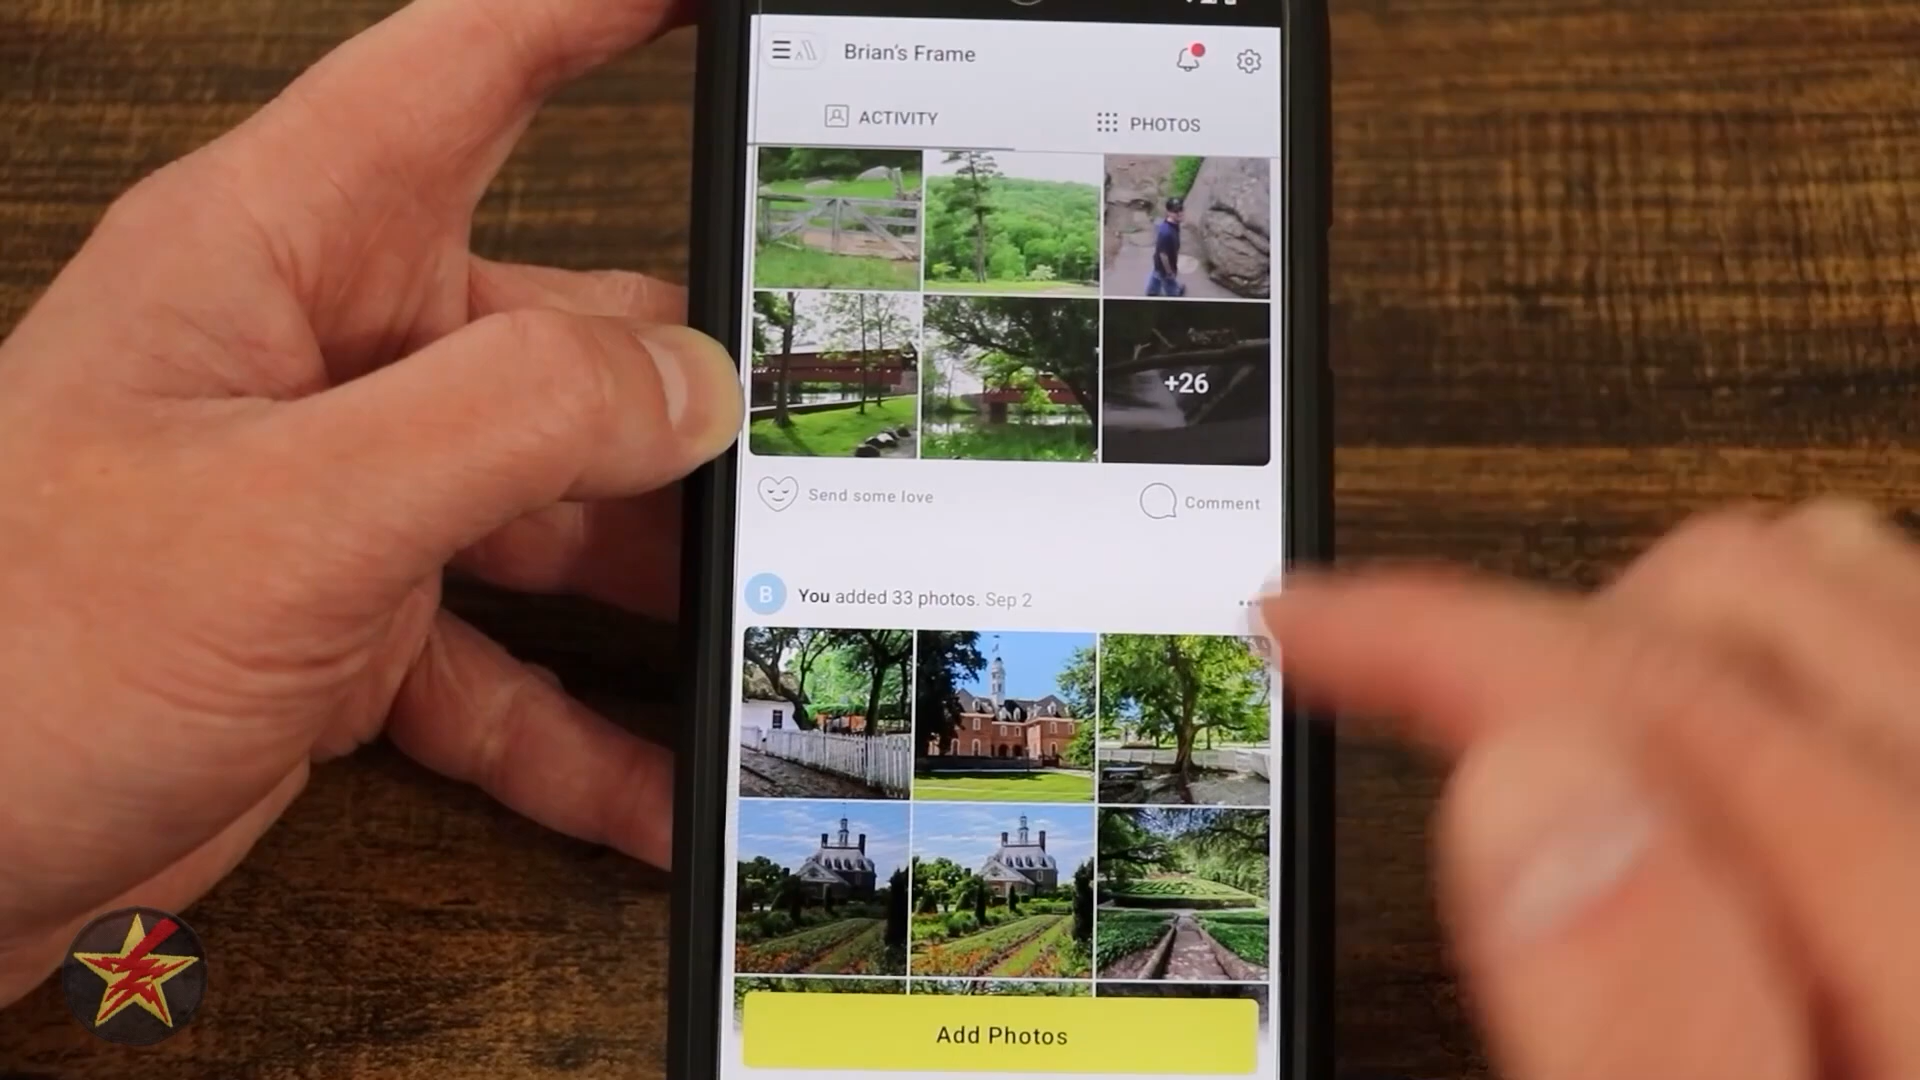 Brian's Frame
ACTIVITY
PHOTOS
+26
Send some love
Comment
B
You added 33 photos. Sep 2
Add Photos